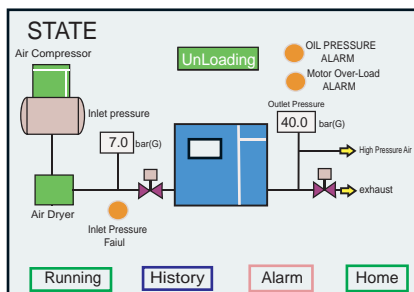 STATE
Air Compressor
UnLoading
OIL PRESSURE
ALARM
Motor Over-Load
ALARM
Inlet pressure
7.0 bar(G)
Outlet Pressure
40.0 bar(G)
High Pressure Air
exhaust
Air Dryer
Inlet Pressure
Faiul
Running
History
Alarm
Home